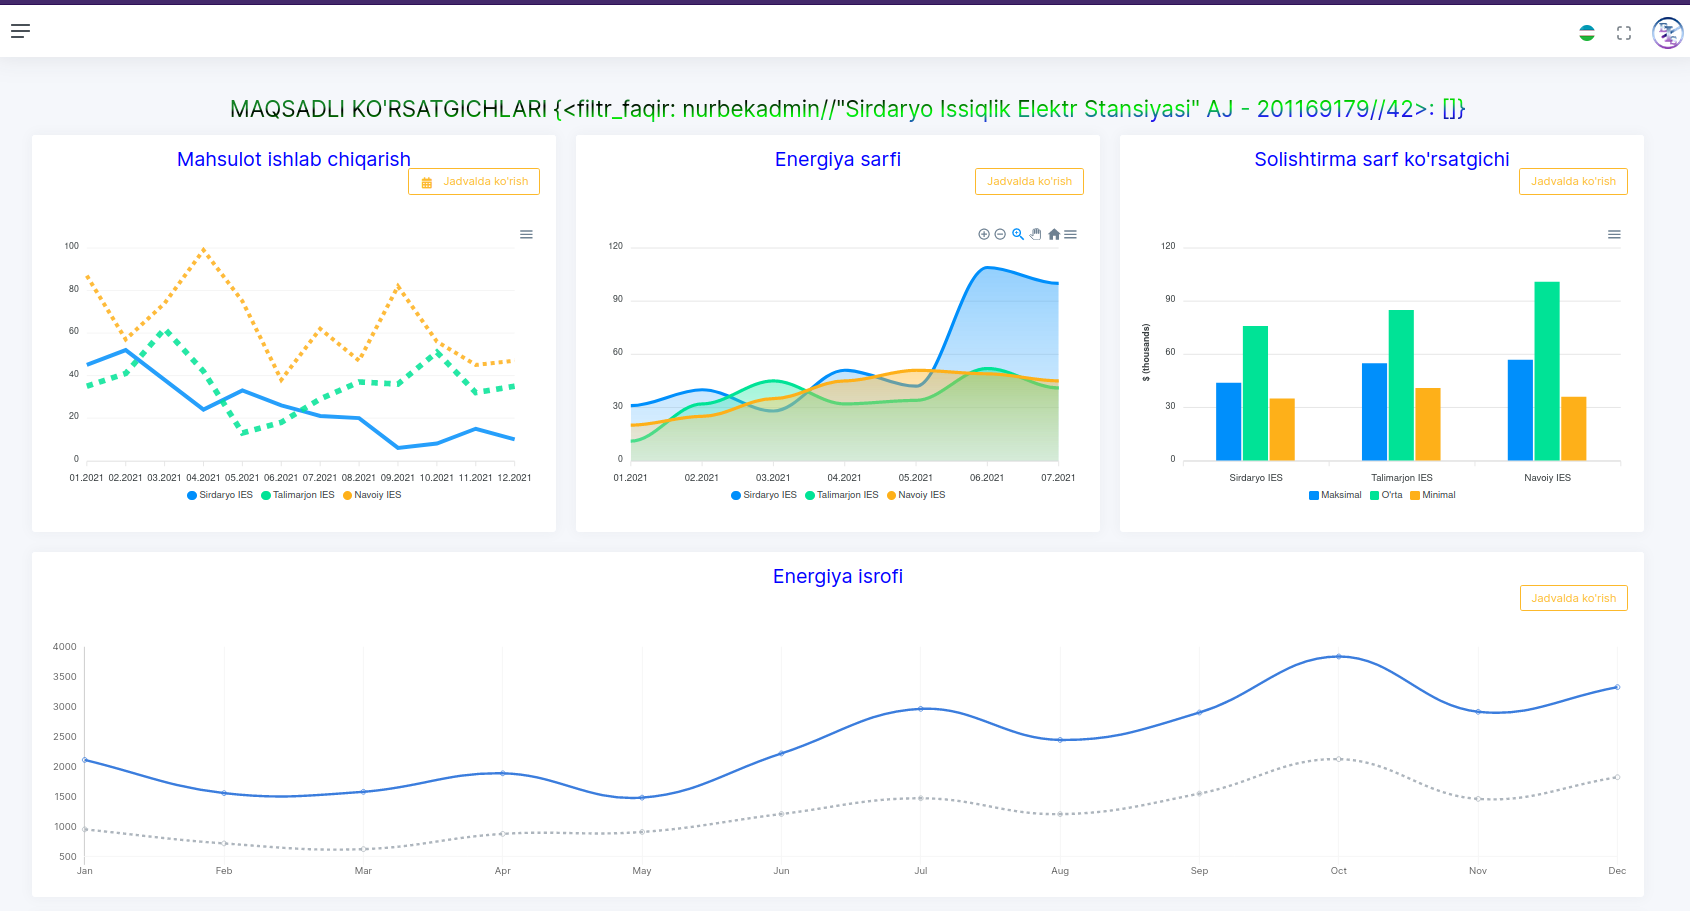 MAQSADLI KO'RSATGICHLARI {<filtr_faqir: nurbekadmin//"Sirdaryo Issiqlik Elektr Stansiyasi" AJ - 201169179//42>: []}
Mahsulot ishlab chiqarish
Jadvalda ko'rish
100
80
60
40
20
0
01.2021 02.2021 03.2021 04.2021 05.2021 06.2021 07.2021 08.2021 09.2021 10.2021 11.2021 12.2021
Sirdaryo IES Talimarjon IES Navoiy IES
Energiya sarfi
Jadvalda ko'rish
120
90
60
30
0
01.2021 02.2021 03.2021 04.2021 05.2021 06.2021 07.2021
Sirdaryo IES Talimarjon IES Navoiy IES
Solishtirma sarf ko'rsatgichi
Jadvalda ko'rish
$ (thousands)
120
90
60
30
0
Sirdaryo IES Talimarjon IES Navoiy IES
Maksimal O'rta Minimal
Energiya isrofi
Jadvalda ko'rish
4000
3500
3000
2500
2000
1500
1000
500
Jan Feb Mar Apr May Jun Jul Aug Sep Oct Nov Dec